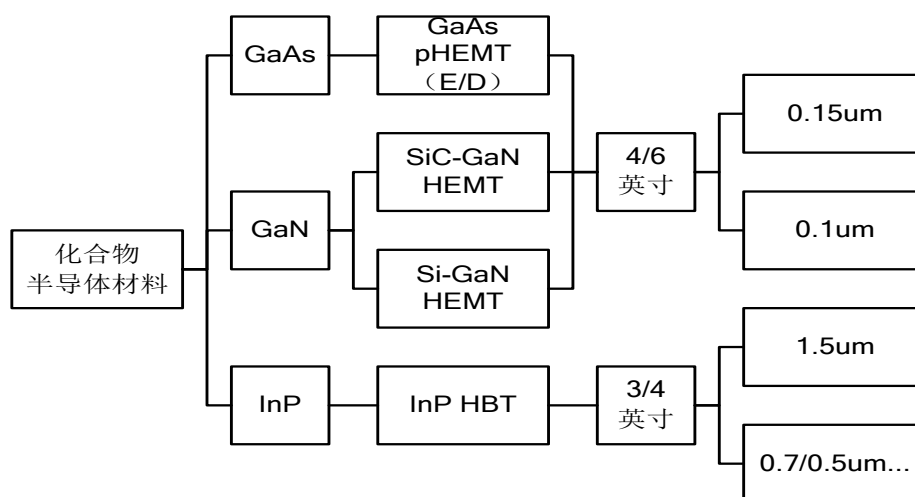 化合物
半导体材料
GaAs
GaN
InP
GaAs
pHEMT
（E/D）
SiC-GaN
HEMT
Si-GaN
HEMT
InP HBT
4/6
英寸
3/4
英寸
0.15um
0.1um
1.5um
0.7/0.5um...